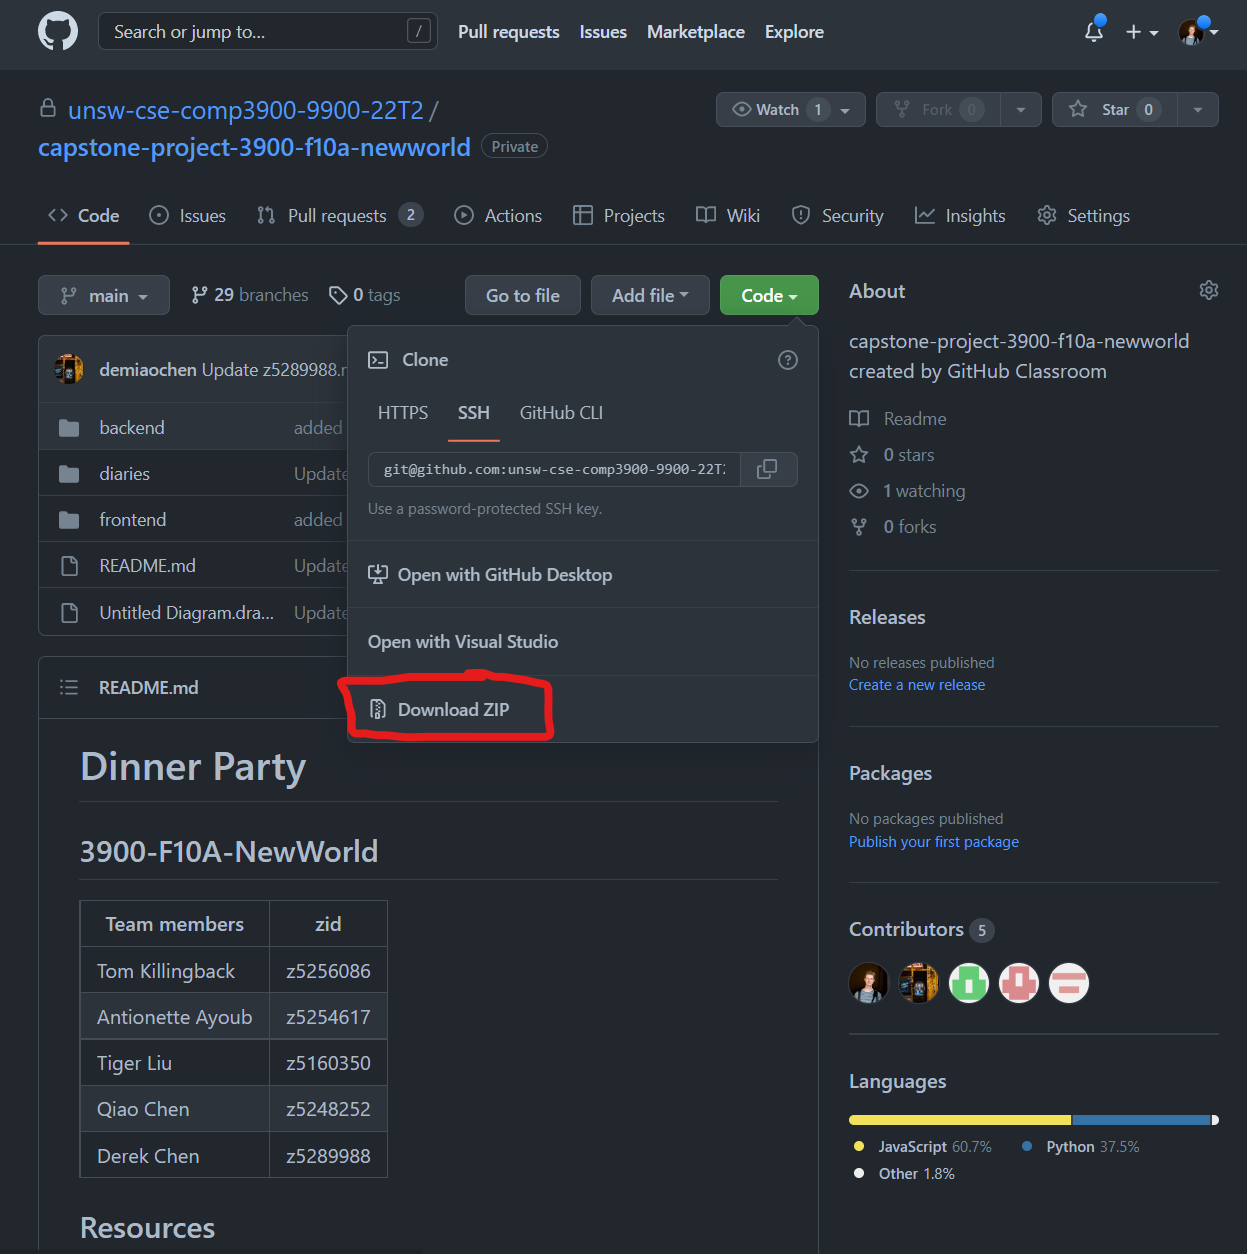 Search or jump to... /
Pull requests Issues Marketplace Explore
unsw-cse-comp3900-9900-22T2 /
capstone-project-3900-f10a-newworld Private
Watch 1 Fork 0 Star 0
Code Issues Pull requests 2 Actions Projects Wiki Security Insights Settings
main 29 branches 0 tags Go to file Add file Code
demiaochen Update z5289988.
backend added
diaries Update
frontend added
README.md Update
Untitled Diagram.dra... Update
Clone
HTTPS SSH GitHub CLI
git@github.com:unsw-cse-comp3900-9900-22T
Use a password-protected SSH key.
Open with GitHub Desktop
Open with Visual Studio
Download ZIP
README.md
Dinner Party
3900-F10A-NewWorld
Team members zid
Tom Killingback z5256086
Antionette Ayoub z5254617
Tiger Liu z5160350
Qiao Chen z5248252
Derek Chen z5289988
Resources
About
capstone-project-3900-f10a-newworld
created by GitHub Classroom
Readme
0 stars
1 watching
0 forks
Releases
No releases published
Create a new release
Packages
No packages published
Publish your first package
Contributors 5
Languages
JavaScript 60.7% Python 37.5%
Other 1.8%